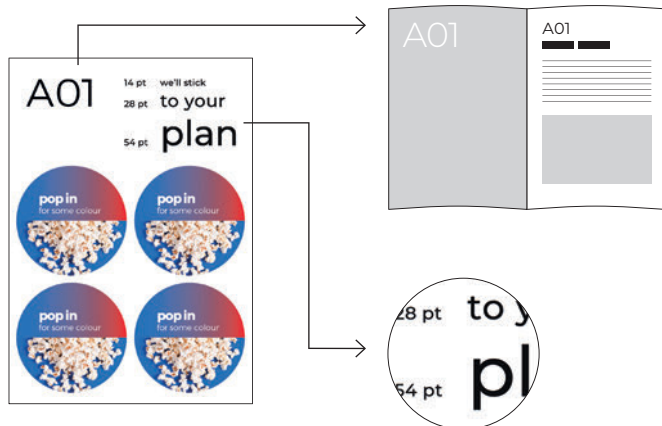 A01
14 pt we'll stick
28 pt to your
54 pt plan
pop in
for some colour
pop in
for some colour
pop in
for some colour
pop in
for some colour
A01
A01
28 pt to y
54 pt pl